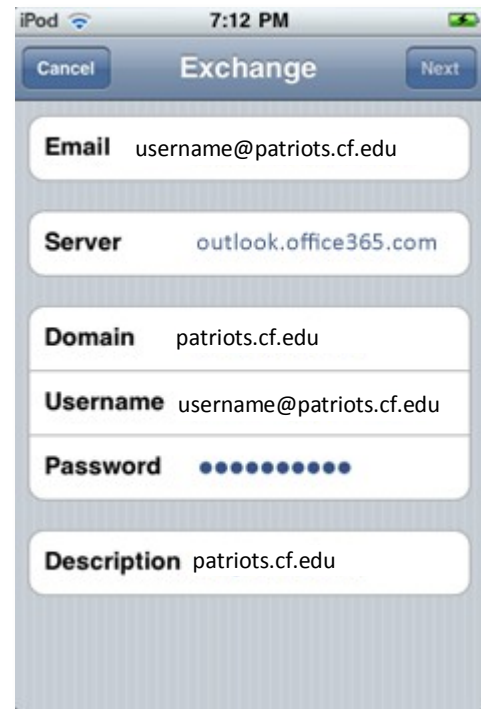 iPod 7:12 PM
Cancel Exchange Next
Email username@patriots.cf.edu
Server outlook.office365.com
Domain patriots.cf.edu
Username username@patriots.cf.edu
Password ●●●●●●●●●●
Description patriots.cf.edu